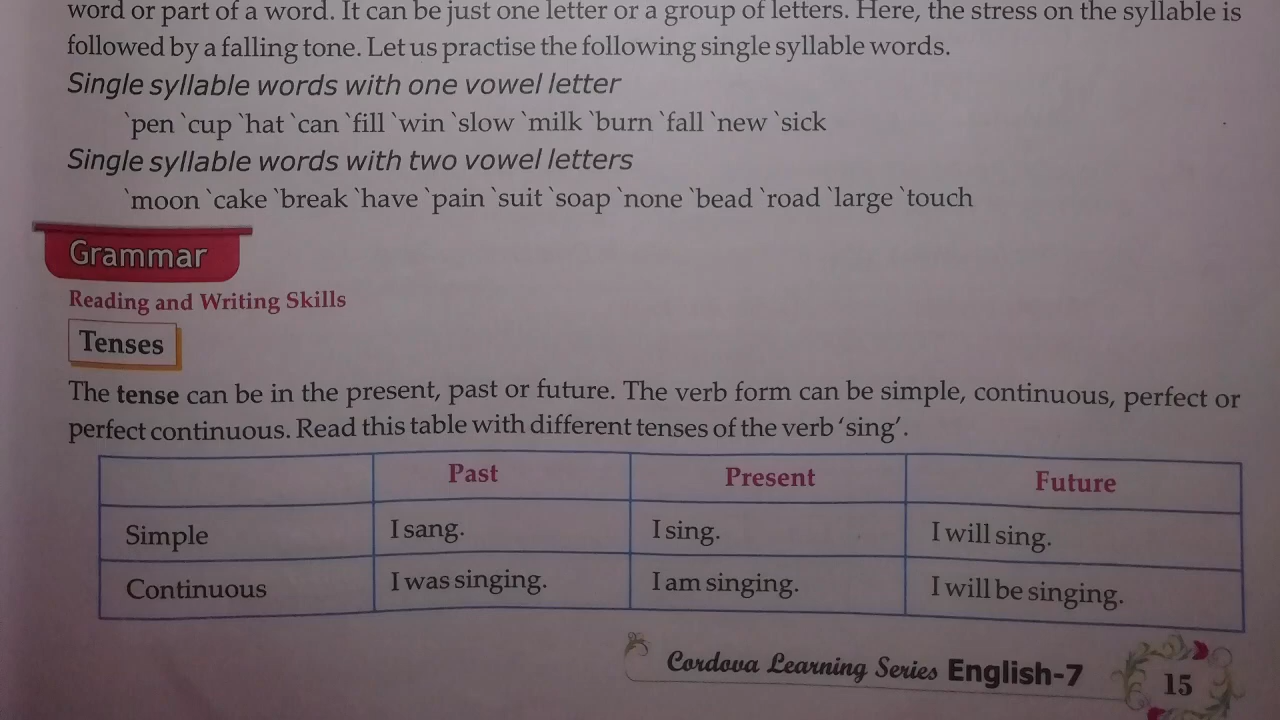 word or part of a word. It can be just one letter or a group of letters. Here, the stress on the syllable is
followed by a falling tone. Let us practise the following single syllable words.
Single syllable words with one vowel letter
`pen `cup `hat `can `fill `win `slow `milk `burn `fall `new `sick
Single syllable words with two vowel letters
`moon `cake `break `have `pain `suit `soap `none `bead `road `large `touch
Grammar
Reading and Writing Skills
Tenses
The tense can be in the present, past or future. The verb form can be simple, continuous, perfect or
perfect continuous. Read this table with different tenses of the verb 'sing'.
Past Present Future
Simple I sang. I sing. I will sing.
Continuous I was singing. I am singing. I will be singing.
Cordova Learning Series English-7 15